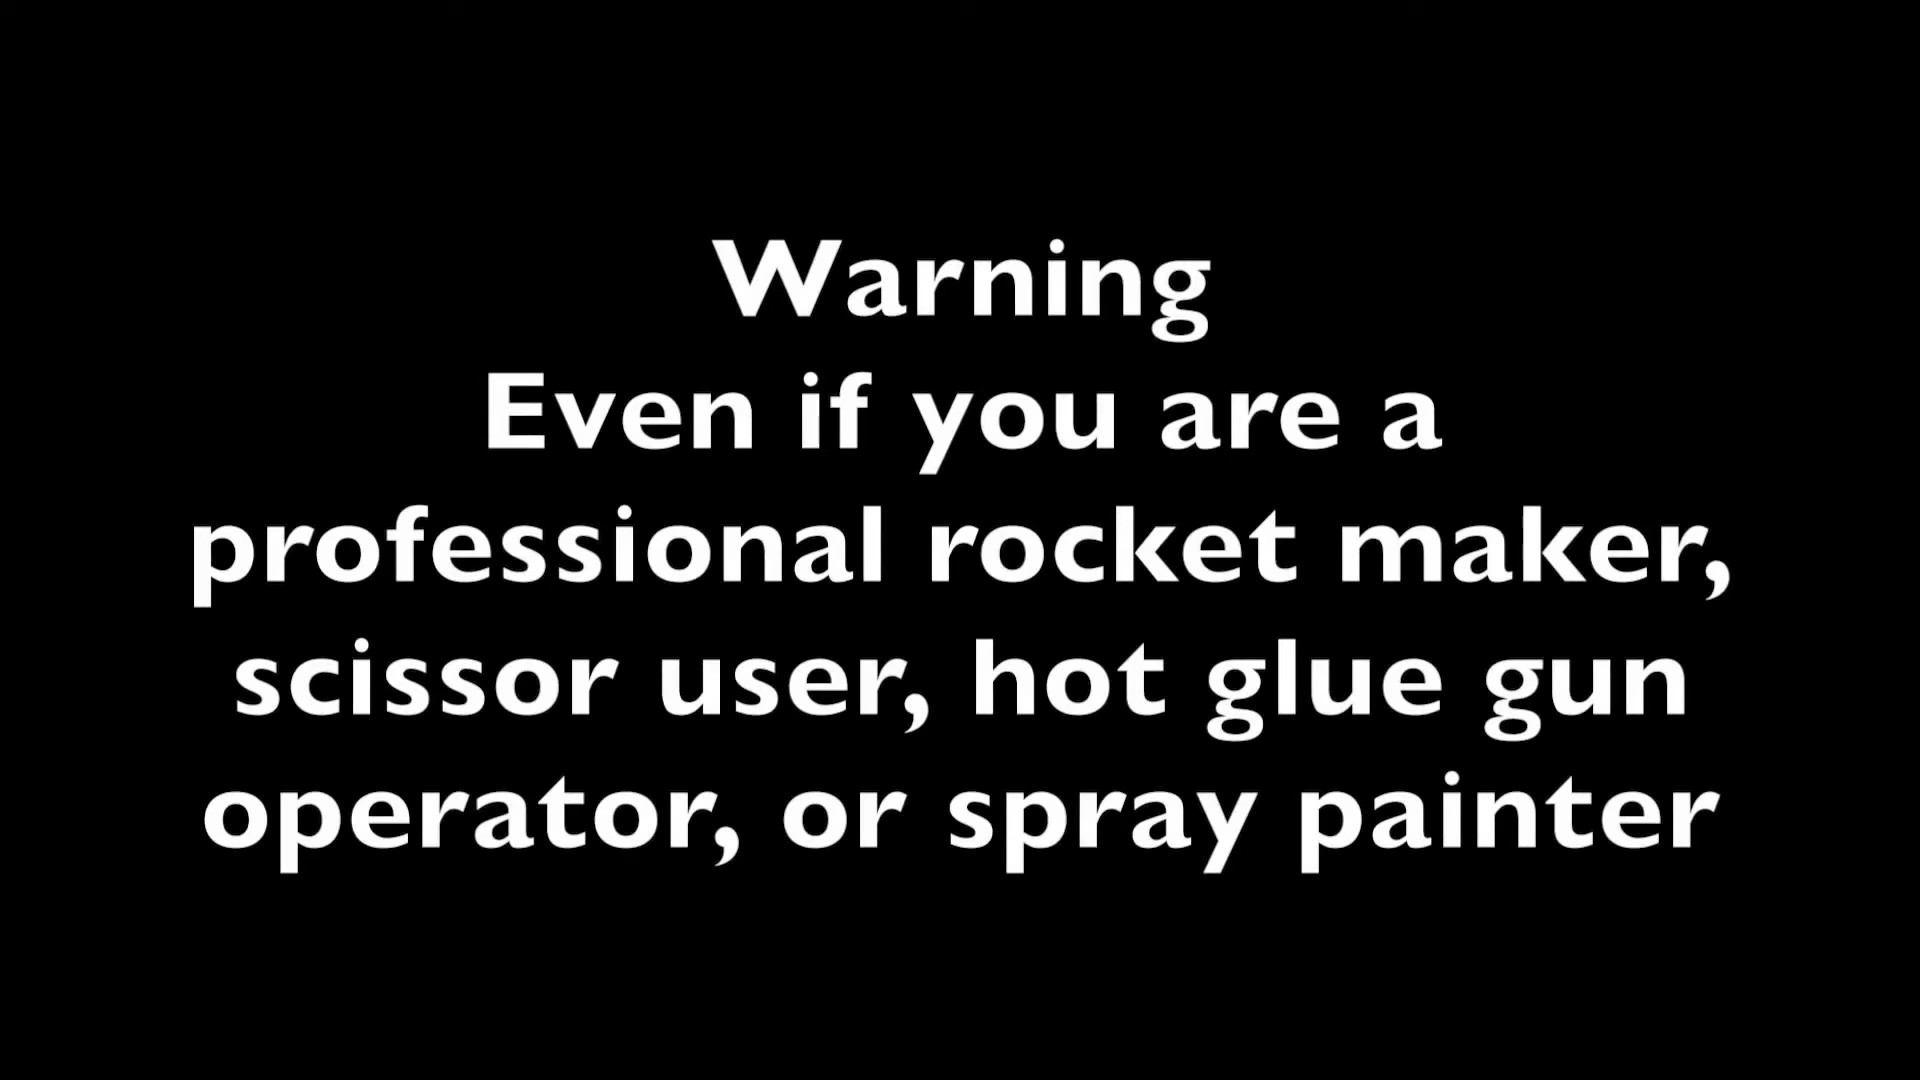 Warning
Even if you are a
professional rocket maker,
scissor user, hot glue gun
operator, or spray painter